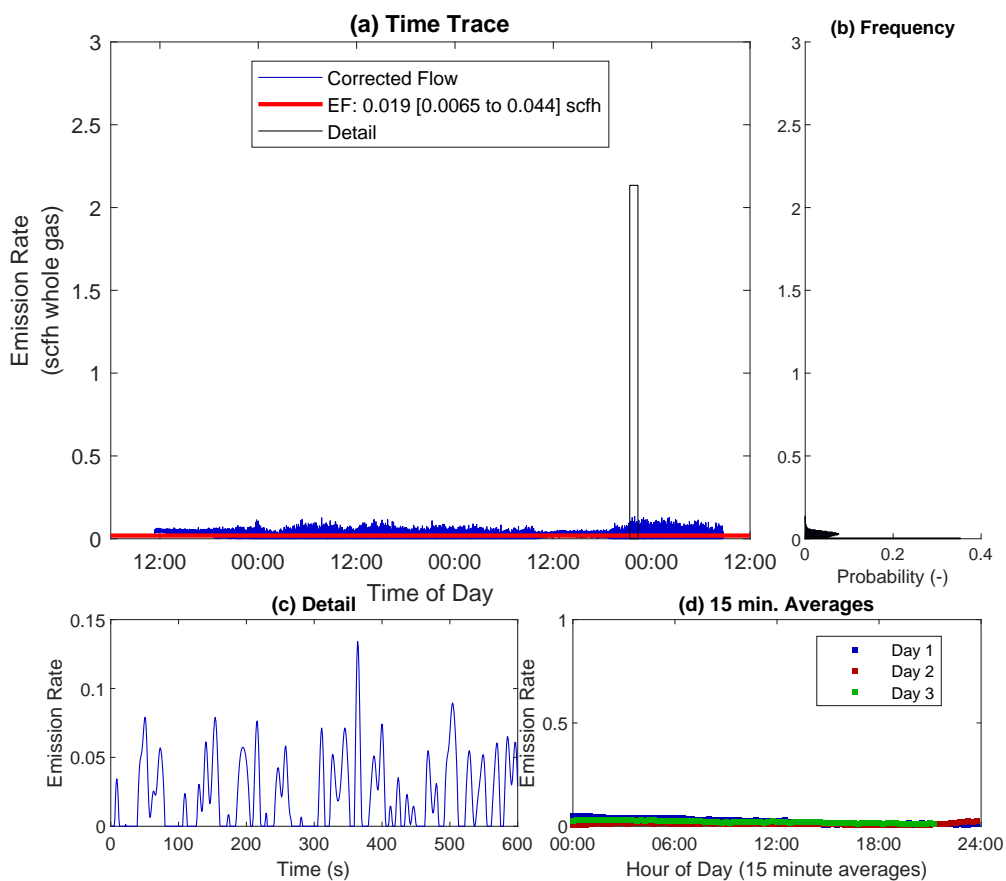 (a) Time Trace
3
2.5
2
1.5
1
0.5
0
Emission Rate
(scfh whole gas)
Corrected Flow
EF: 0.019 [0.0065 to 0.044] scfh
Detail
12:00 00:00 12:00 00:00 12:00 00:00 12:00
Time of Day
(b) Frequency
3
2.5
2
1.5
1
0.5
0
0 0.2 0.4
Probability (-)
(c) Detail
0.15
0.1
0.05
0
Emission Rate
0 100 200 300 400 500 600
Time (s)
(d) 15 min. Averages
1
0.5
0
Emission Rate
Day 1
Day 2
Day 3
00:00 06:00 12:00 18:00 24:00
Hour of Day (15 minute averages)